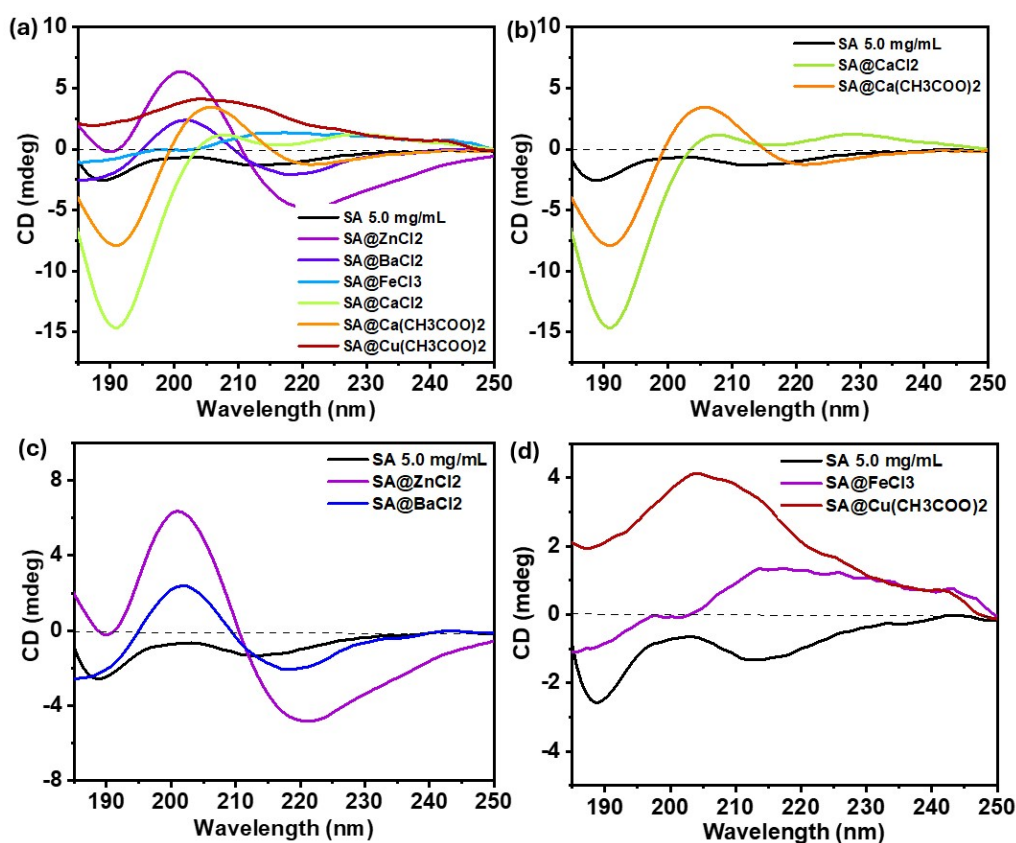 (a)
10
5
0
-5
-10
-15
CD (mdeg)
SA 5.0 mg/mL
SA@ZnCl2
SA@BaCl2
SA@FeCl3
SA@CaCl2
SA@Ca(CH3COO)2
SA@Cu(CH3COO)2
190 200 210 220 230 240 250
Wavelength (nm)
(b)
10
5
0
-5
-10
-15
CD (mdeg)
SA 5.0 mg/mL
SA@CaCl2
SA@Ca(CH3COO)2
190 200 210 220 230 240 250
Wavelength (nm)
(c)
8
4
0
-4
-8
CD (mdeg)
SA 5.0 mg/mL
SA@ZnCl2
SA@BaCl2
190 200 210 220 230 240 250
Wavelength (nm)
(d)
4
2
0
-2
-4
CD (mdeg)
SA 5.0 mg/mL
SA@FeCl3
SA@Cu(CH3COO)2
190 200 210 220 230 240 250
Wavelength (nm)